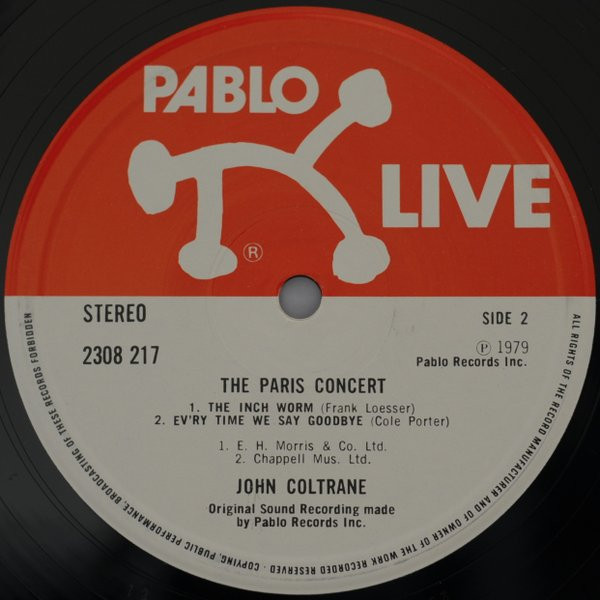 PABLO
LIVE
®
STEREO
SIDE 2
2308 217
℗ 1979
Pablo Records Inc.
THE PARIS CONCERT
1. THE INCH WORM (Frank Loesser)
2. EV'RY TIME WE SAY GOODBYE (Cole Porter)
1. E. H. Morris & Co. Ltd.
2. Chappell Mus. Ltd.
JOHN COLTRANE
Original Sound Recording made
by Pablo Records Inc.
ALL RIGHTS OF THE RECORD MANUFACTURER AND OF OWNER OF THE WORK RECORDED RESERVED - COPYING, PUBLIC PERFORMANCE, BROADCASTING OF THESE RECORDS FORBIDDEN